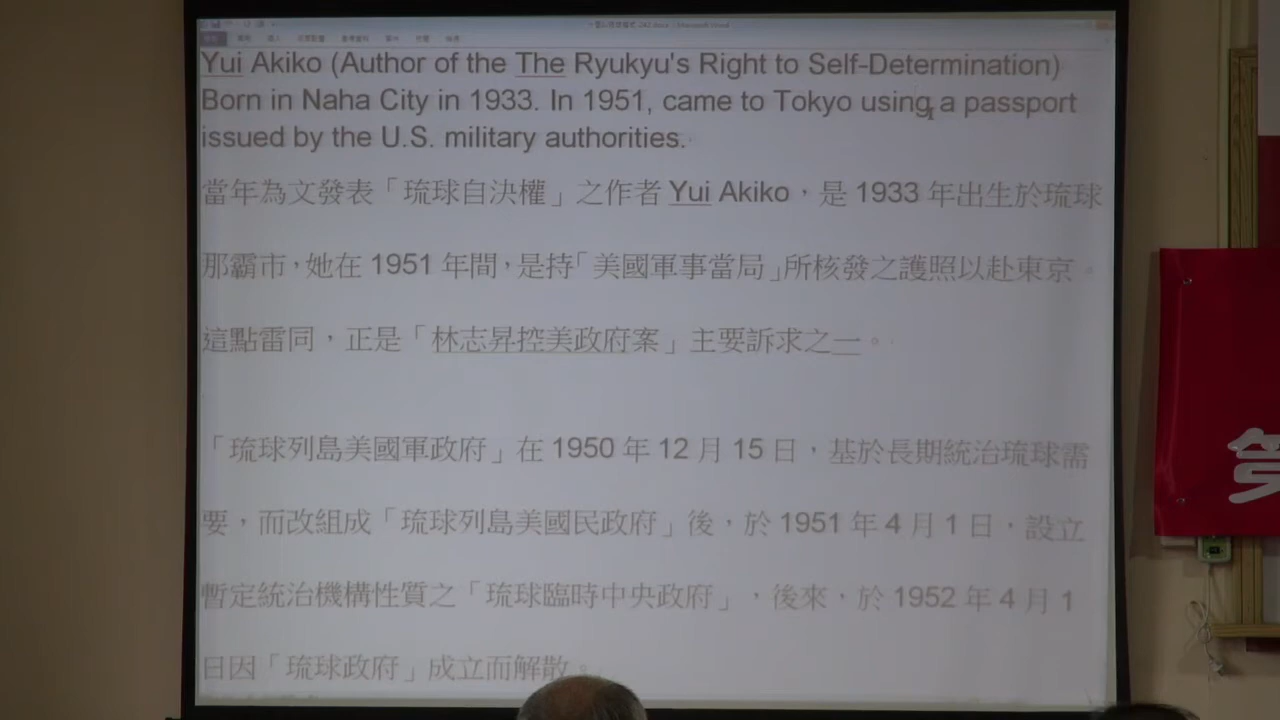 Yui Akiko (Author of the The Ryukyu's Right to Self-Determination)
Born in Naha City in 1933. In 1951, came to Tokyo using a passport
issued by the U.S. military authorities.
當年為文發表「琉球自決權」之作者 Yui Akiko，是 1933 年出生於琉球
那霸市，她在 1951 年間，是持「美國軍事當局」所核發之護照以赴東京。
這點雷同，正是「林志昇控美政府案」主要訴求之一。
「琉球列島美國軍政府」在 1950 年 12 月 15 日，基於長期統治琉球需
要，而改組成「琉球列島美國民政府」後，於 1951 年 4 月 1 日，設立
暫定統治機構性質之「琉球臨時中央政府」，後來，於 1952 年 4 月 1
日因「琉球政府」成立而解散。